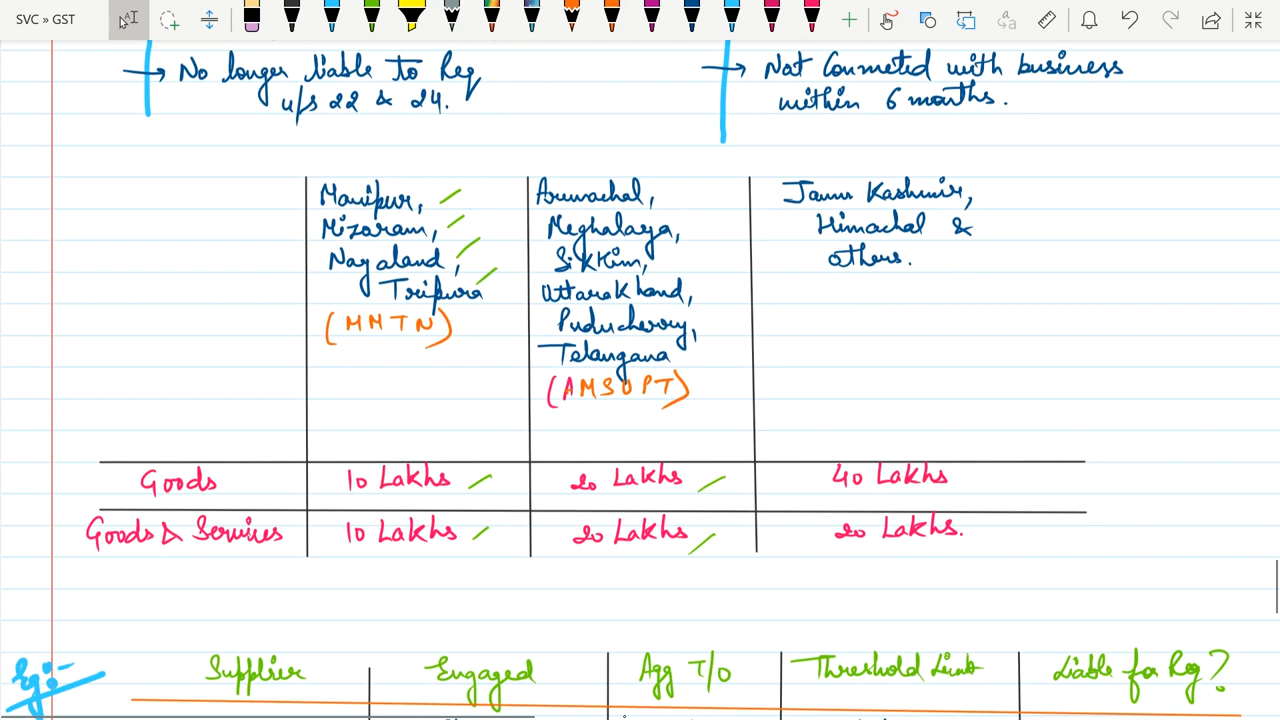 SVC » GST
→ No longer liable to Reg
u/s 22 & 24.
→ Not Conmeted with business
within 6 months.
Manipur,
Mizoram,
Nagaland,
Tripura
(MMTN)
Arunachal,
Meghalaya,
Sikkim,
Uttarakhand,
Puducherry,
Telangana
(AMSUPT)
Jammu Kashmir,
Himachal &
others.
Goods 10 Lakhs 20 Lakhs 40 Lakhs
Goods & Services 10 Lakhs 20 Lakhs 20 Lakhs.
Eg:-
Supplier Engaged Agg T/O Threshold Limit Liable for Reg?